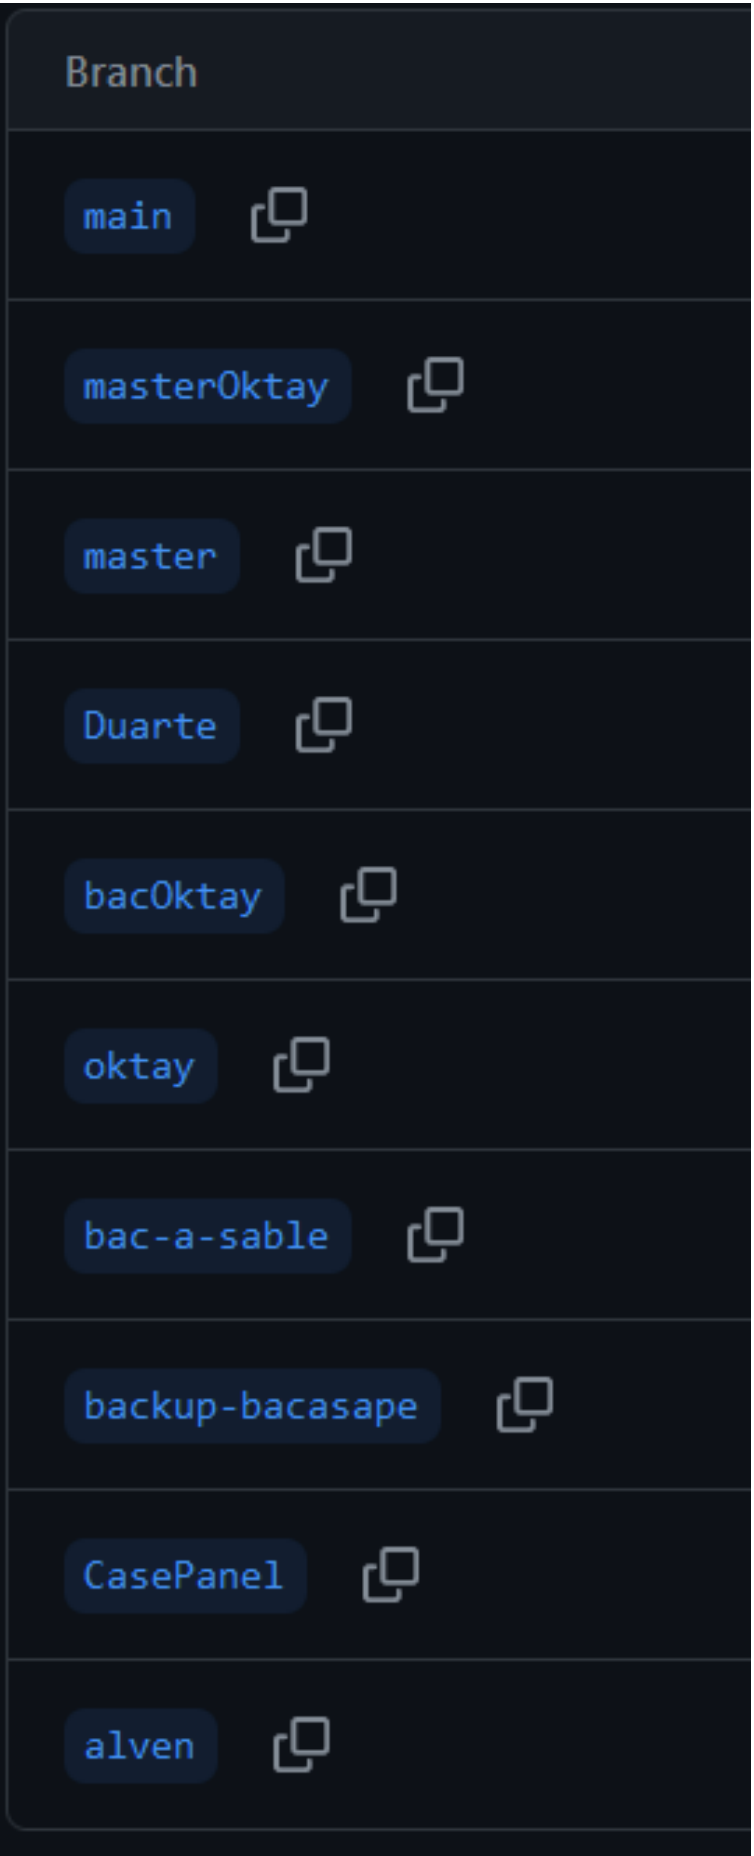 Branch
main
masterOktay
master
Duarte
bacOktay
oktay
bac-a-sable
backup-bacasape
CasePanel
alven